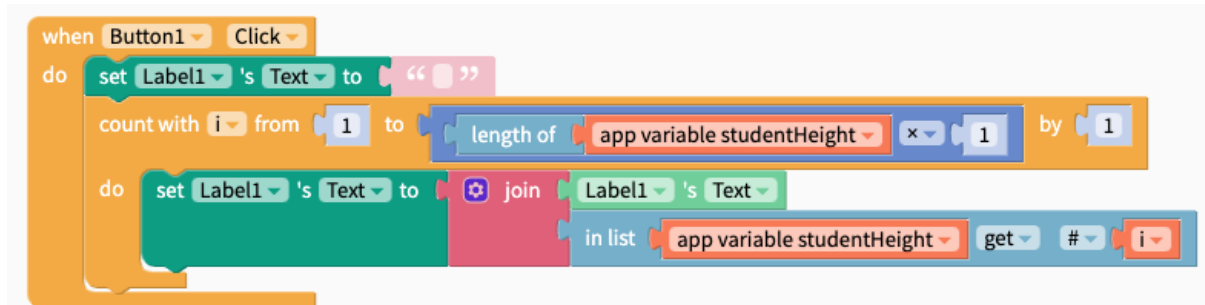 when Button1 Click
do set Label1 's Text to “ ”
count with i from 1 to length of app variable studentHeight × 1 by 1
do set Label1 's Text to join Label1 's Text
in list app variable studentHeight get # i